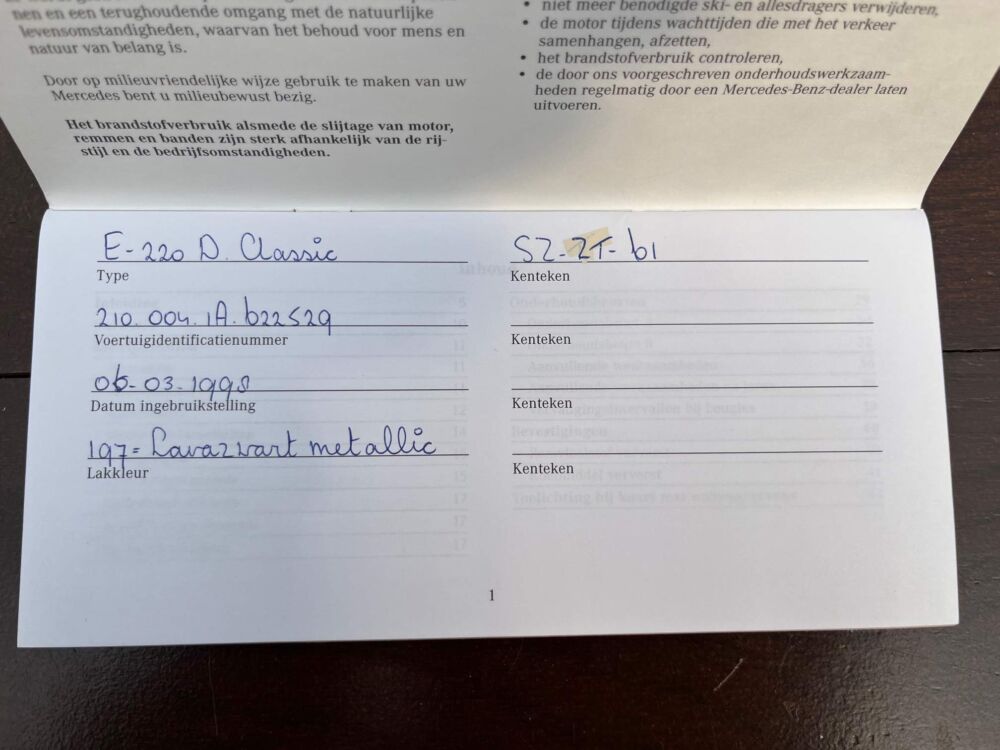 nen en een terughoudende omgang met de natuurlijke
levensomstandigheden, waarvan het behoud voor mens en
natuur van belang is.
Door op milieuvriendelijke wijze gebruik te maken van uw
Mercedes bent u milieubewust bezig.
Het brandstofverbruik alsmede de slijtage van motor,
remmen en banden zijn sterk afhankelijk van de rij-
stijl en de bedrijfsomstandigheden.
• niet meer benodigde ski- en allesdragers verwijderen,
• de motor tijdens wachttijden die met het verkeer
samenhangen, afzetten,
• het brandstofverbruik controleren,
• de door ons voorgeschreven onderhoudswerkzaam-
heden regelmatig door een Mercedes-Benz-dealer laten
uitvoeren.
E-220 D. Classic
Type
210.004.1A.b22529
Voertuigidentificatienummer
06-03-1998
Datum ingebruikstelling
197= Lavazwart metallic
Lakkleur
SZ-ZT-b1
Kenteken
Kenteken
Kenteken
Kenteken
1